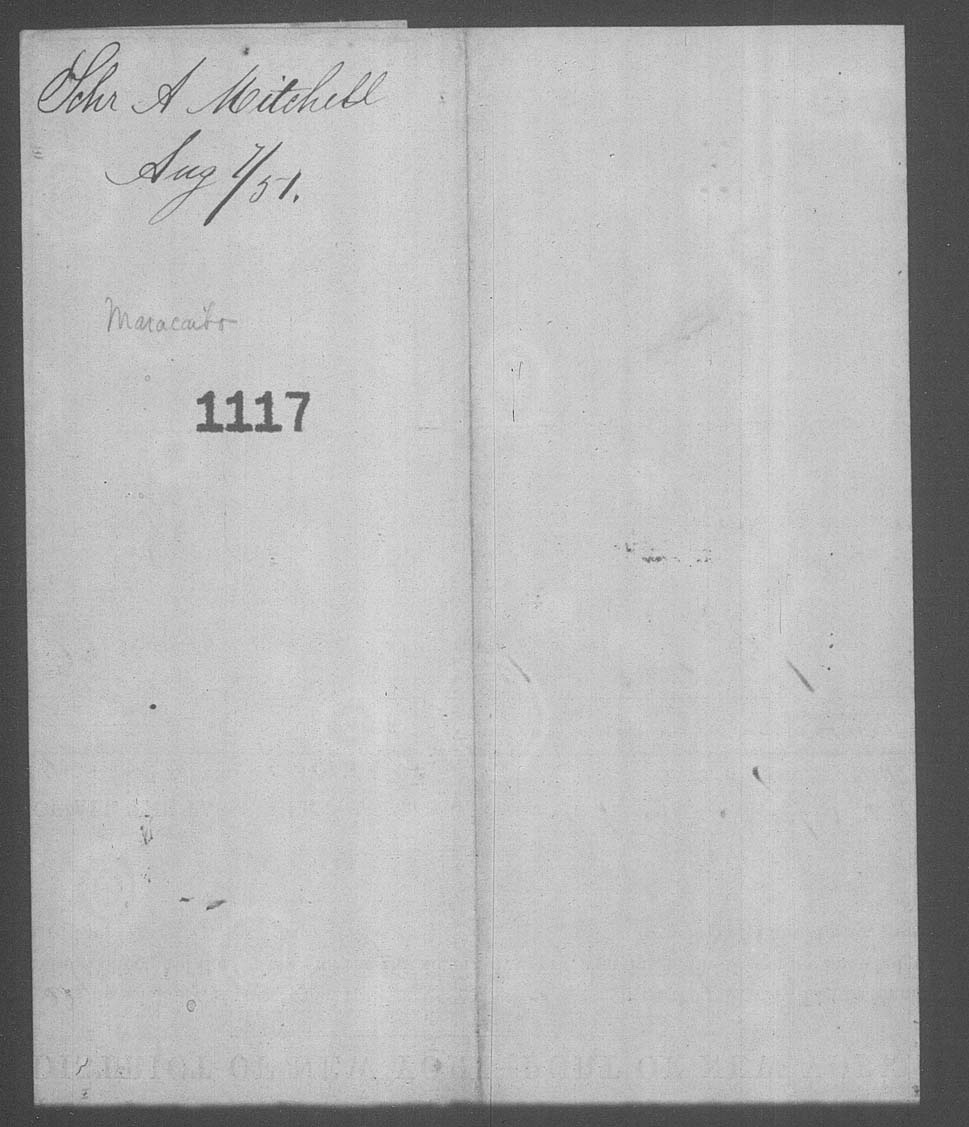 Schr A Mitchell
Aug 7/51.
Maracaibo
1117